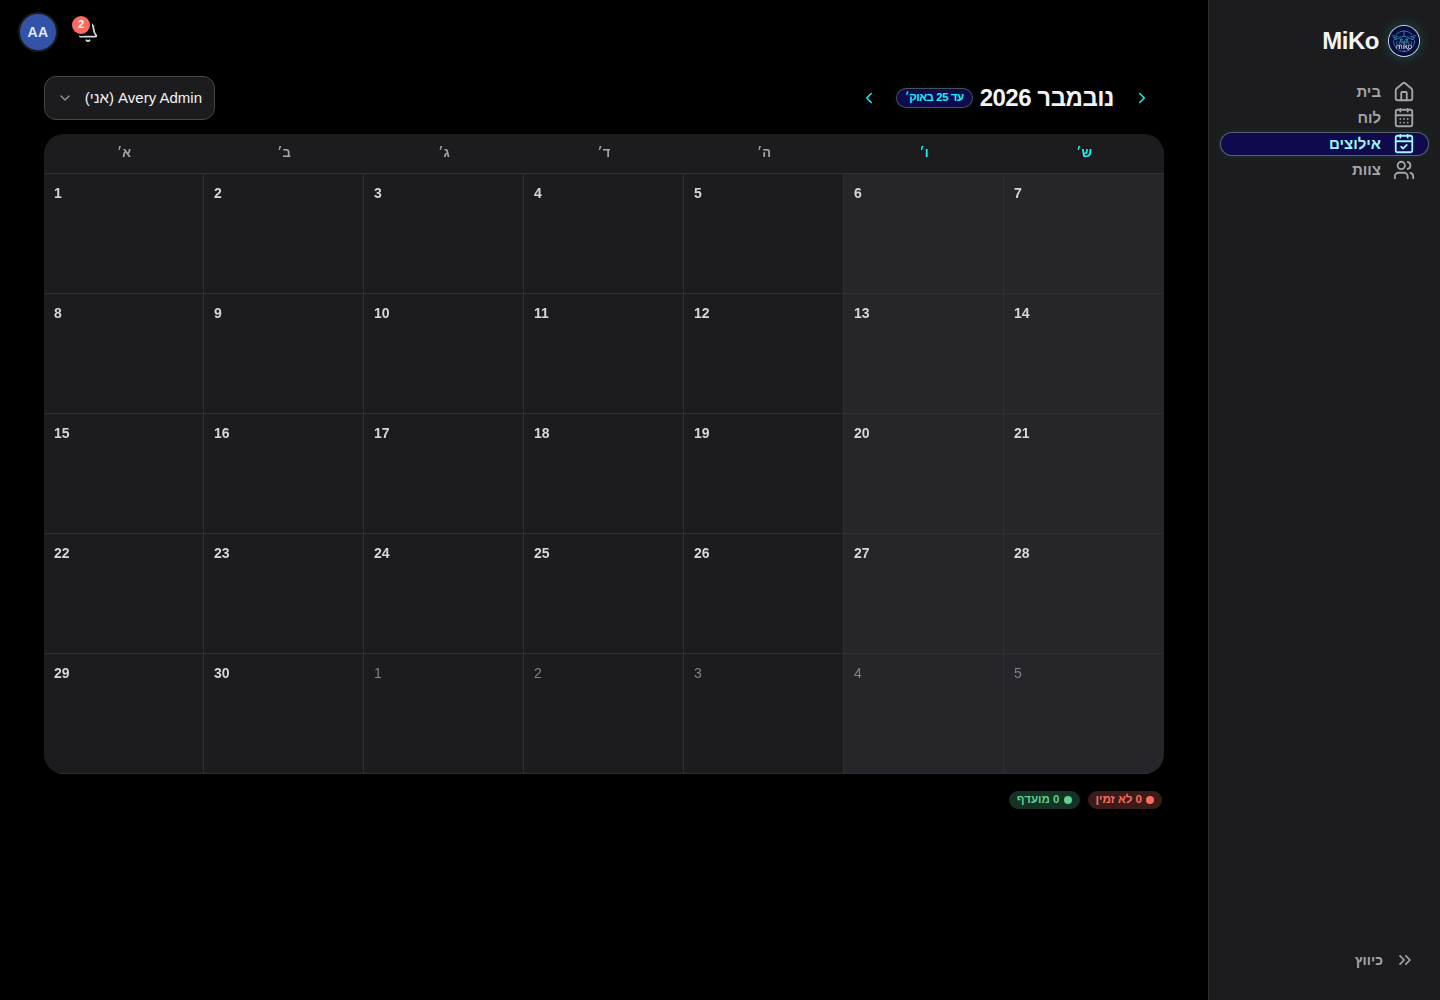 MiKo
בית
לוח
אילוצים
צוות
כיווץ
AA
2
נובמבר 2026
עד 25 באוק׳
Avery Admin (אני)
א׳ ב׳ ג׳ ד׳ ה׳ ו׳ ש׳
1 2 3 4 5 6 7
8 9 10 11 12 13 14
15 16 17 18 19 20 21
22 23 24 25 26 27 28
29 30 1 2 3 4 5
0 לא זמין
0 מועדף